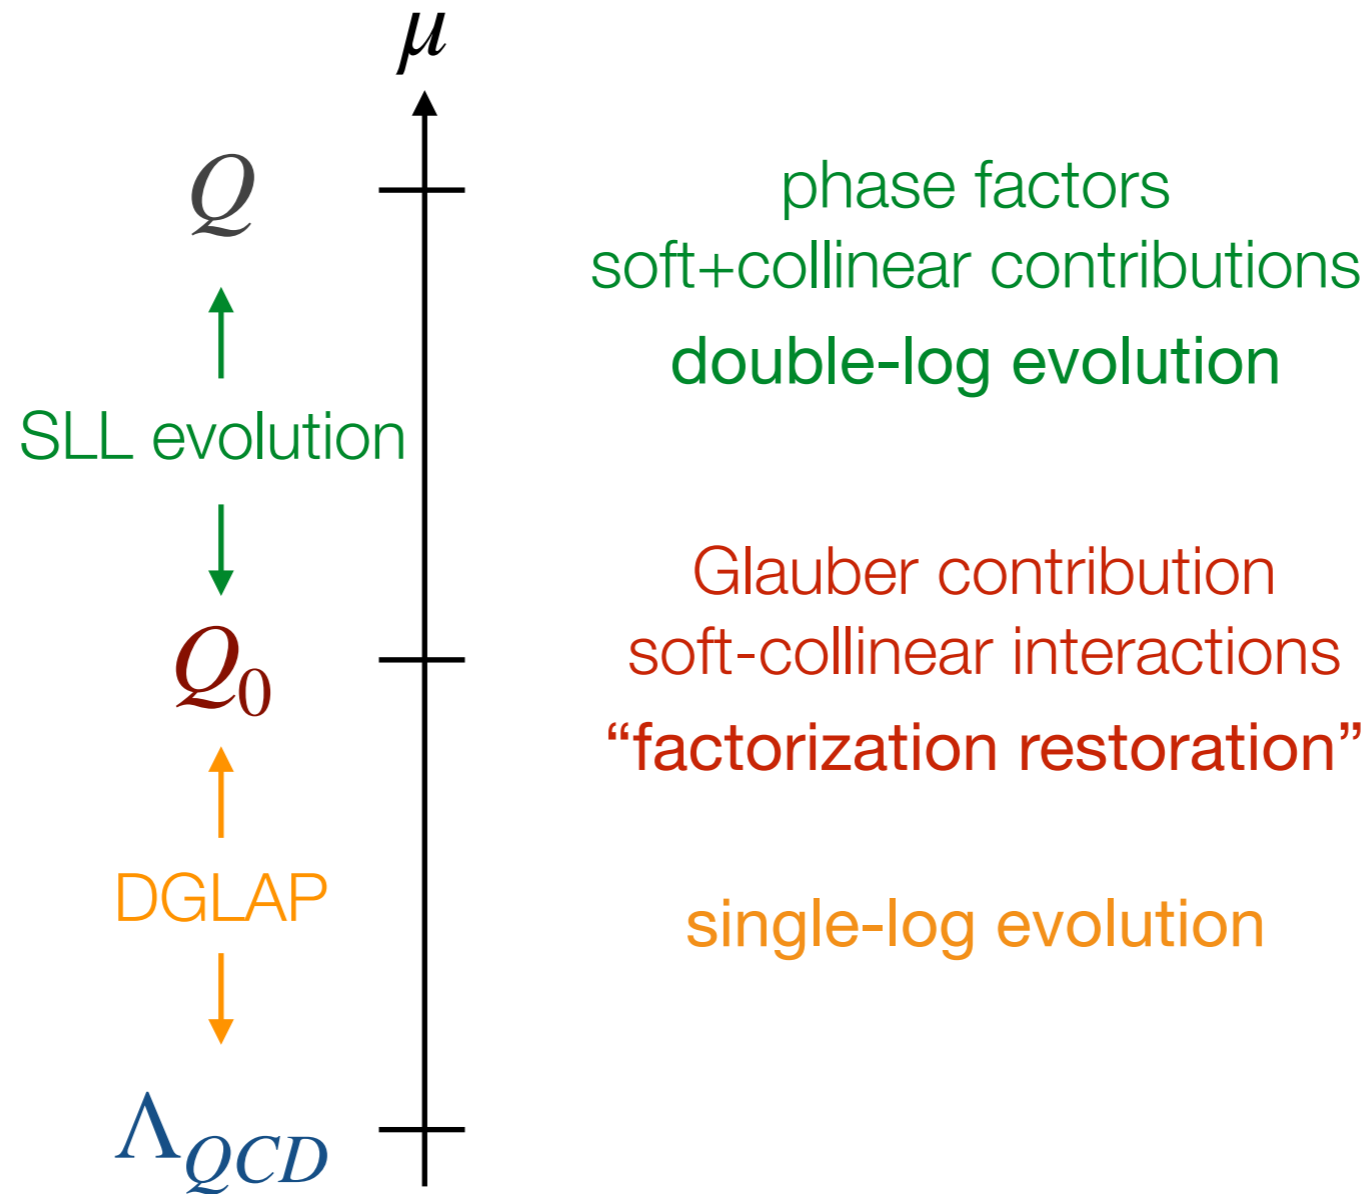 μ
Q
phase factors
soft+collinear contributions
double-log evolution
SLL evolution
Glauber contribution
soft-collinear interactions
Q₀
“factorization restoration”
DGLAP
single-log evolution
Λ_QCD